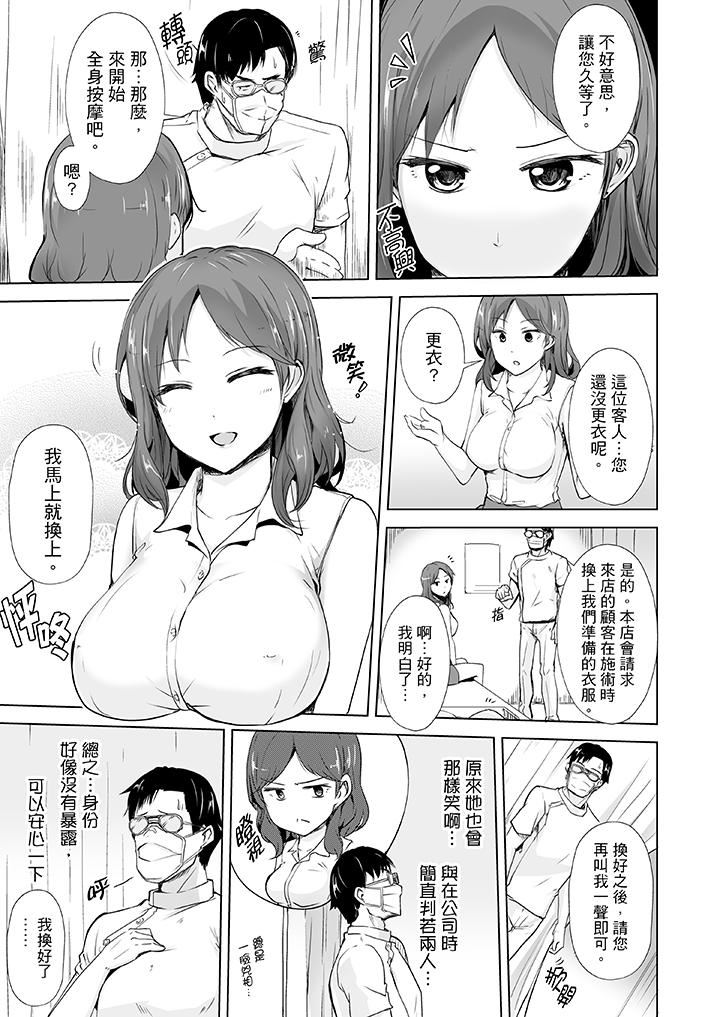 不好意思，
讓您久等了。
不高興
轉頭
驚
那…那麼，
來開始
全身按摩吧。
嗯？
這位客人…您
還沒更衣呢。
更衣？
微笑。
我馬上就換上。
怦咚
是的。本店會請求
來店的顧客在施術時
換上我們準備的衣服。
指
啊…好的，
我明白了…
換好之後，請您
再叫我一聲即可。
原來她也會
那樣笑啊…
與在公司時
簡直判若兩人…
瞪視
總是
一臉兇相…
總之…身份
好像沒有暴露，
可以安心一下
呼
我換好了
……